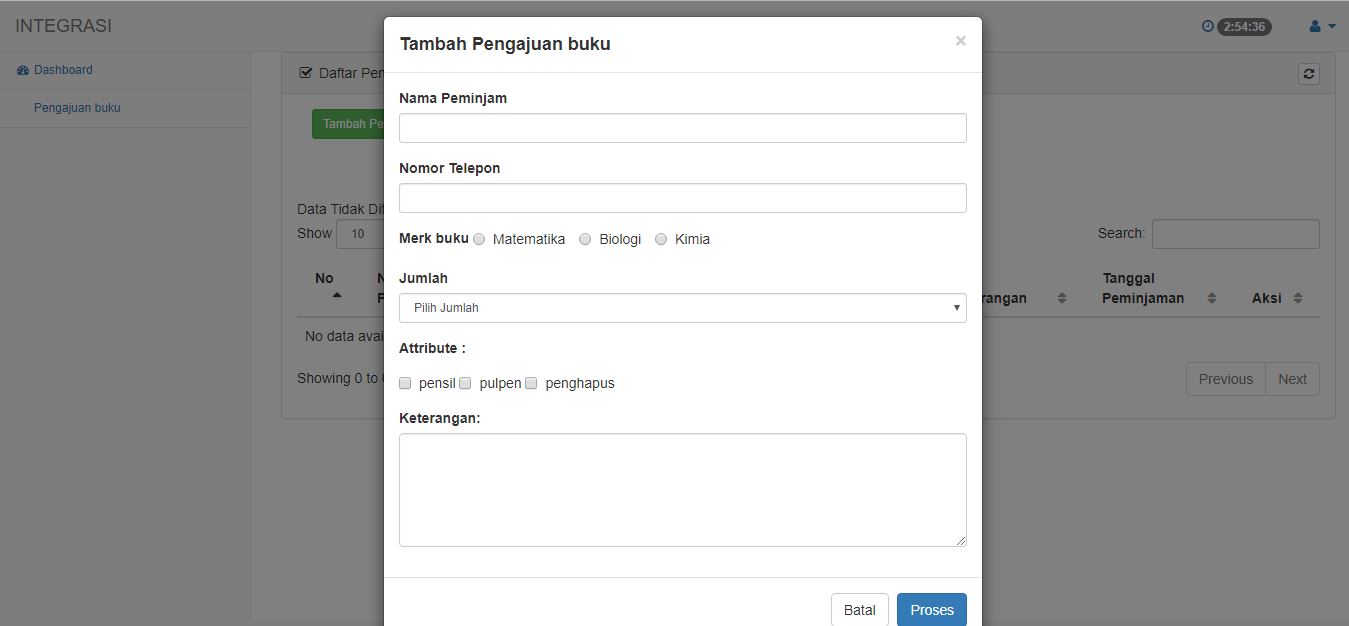 INTEGRASI
2:54:36
Dashboard
Pengajuan buku
Daftar Pen
Tambah Pe
Data Tidak
Show 10
Search:
No
rangan
Tanggal
Peminjaman
Aksi
No data avai
Showing 0 to
Previous Next
Tambah Pengajuan buku
×
Nama Peminjam
Nomor Telepon
Merk buku Matematika Biologi Kimia
Jumlah
Pilih Jumlah
Attribute :
pensil pulpen penghapus
Keterangan:
Batal Proses